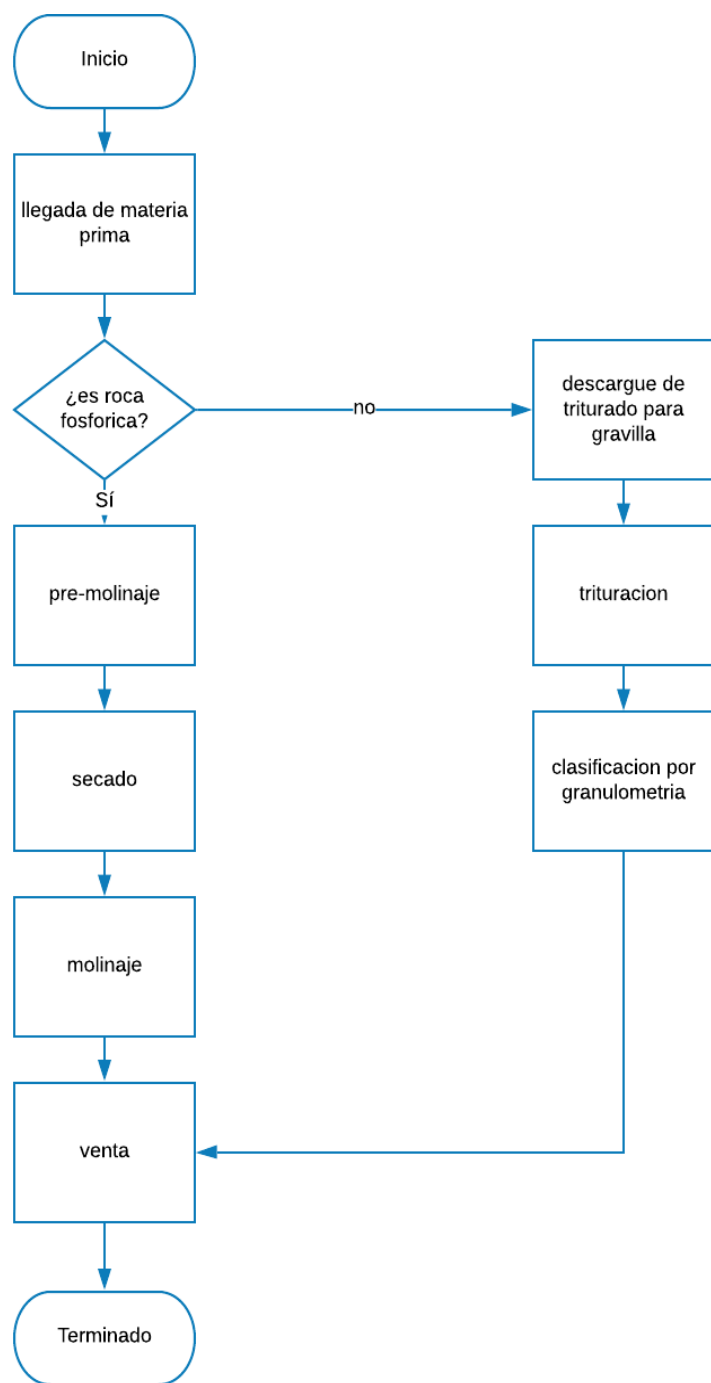 Inicio
llegada de materia
prima
¿es roca
fosforica?
no
Sí
descargue de
triturado para
gravilla
pre-molinaje
trituracion
secado
clasificacion por
granulometria
molinaje
venta
Terminado